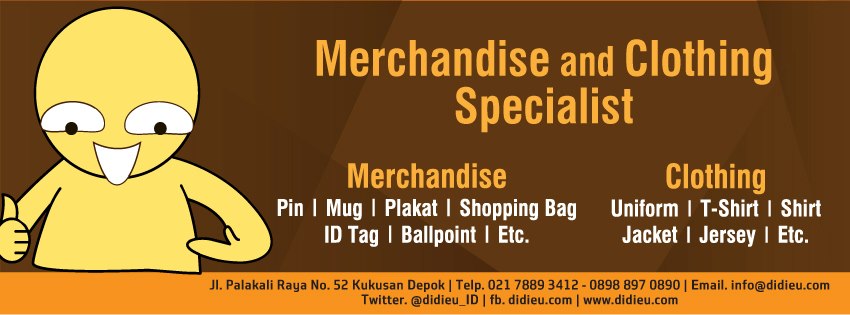 Merchandise and Clothing
Specialist
Merchandise
Pin | Mug | Plakat | Shopping Bag
ID Tag | Ballpoint | Etc.
Clothing
Uniform | T-Shirt | Shirt
Jacket | Jersey | Etc.
Jl. Palakali Raya No. 52 Kukusan Depok | Telp. 021 7889 3412 - 0898 897 0890 | Email. info@didieu.com
Twitter. @didieu_ID | fb. didieu.com | www.didieu.com